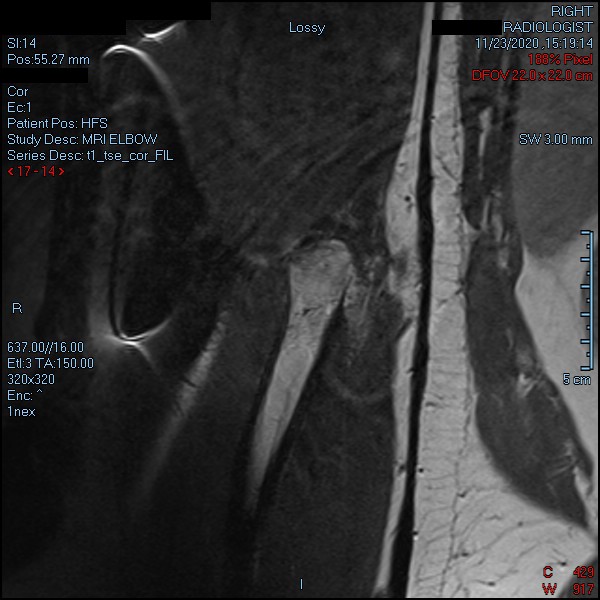 SI:14
Pos:55.27 mm
Cor
Ec:1
Patient Pos: HFS
Study Desc: MRI ELBOW
Series Desc: t1_tse_cor_FIL
< 17 - 14 >
Lossy
RIGHT
RADIOLOGIST
11/23/2020 ,15:19:14
188% Pixel
DFOV 22.0 x 22.0 cm
SW 3.00 mm
R
637.00//16.00
Etl:3 TA:150.00
320x320
Enc: ^
1nex
5 cm
I
C 429
W 917